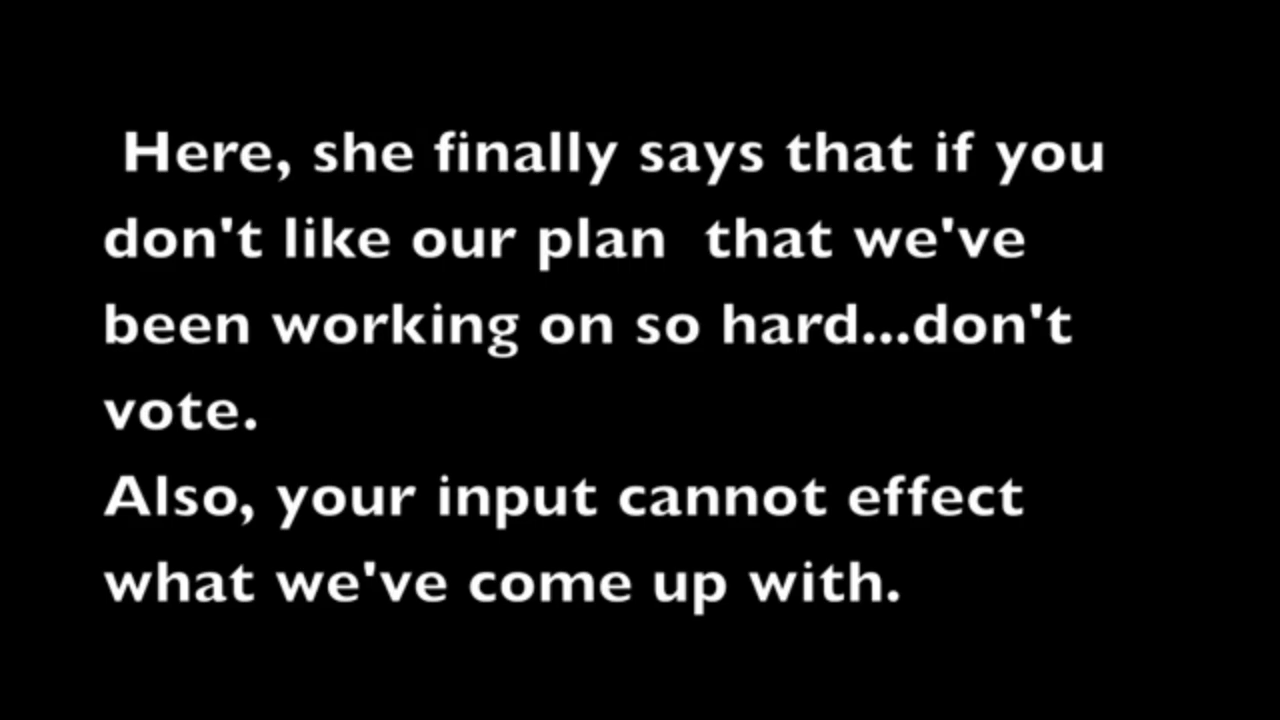 Here, she finally says that if you
don't like our plan  that we've
been working on so hard...don't
vote.
Also, your input cannot effect
what we've come up with.